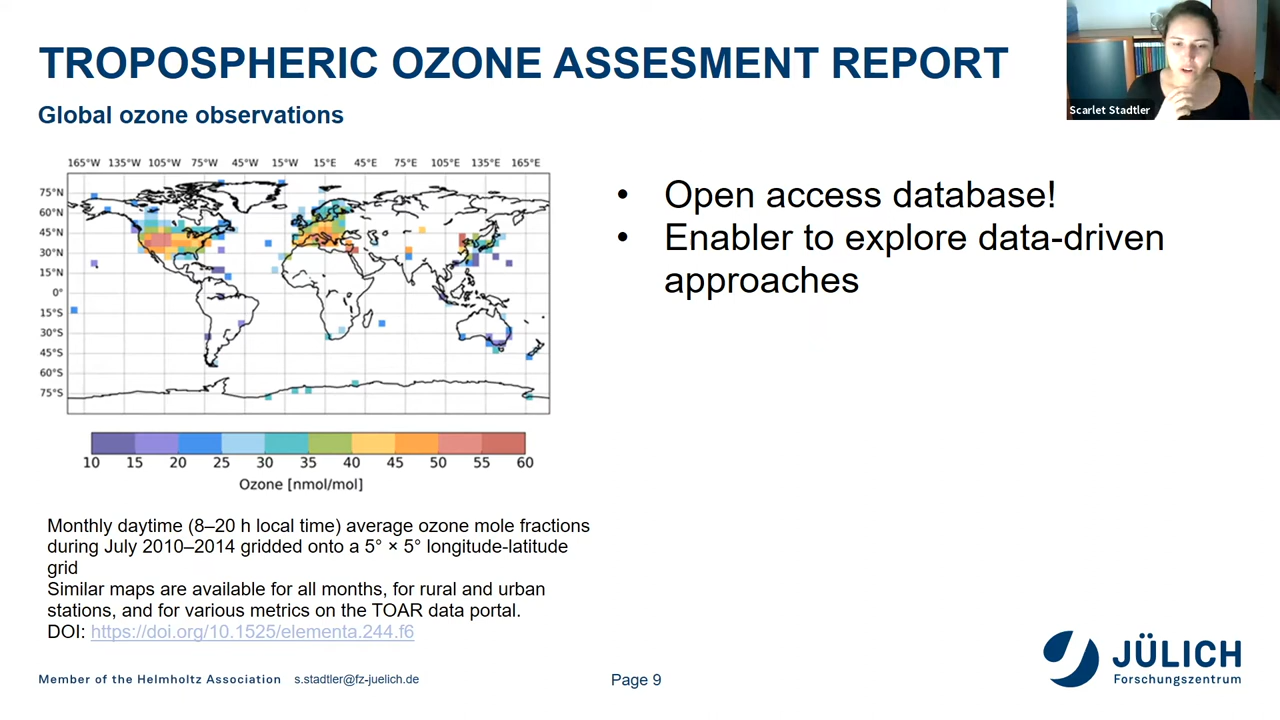 TROPOSPHERIC OZONE ASSESMENT REPORT
Scarlet Stadtler
Global ozone observations
165°W 135°W 105°W 75°W 45°W 15°W 15°E 45°E 75°E 105°E 135°E 165°E
75°N
60°N
45°N
30°N
15°N
0°
15°S
30°S
45°S
60°S
75°S
10 15 20 25 30 35 40 45 50 55 60
Ozone [nmol/mol]
• Open access database!
• Enabler to explore data-driven
approaches
Monthly daytime (8–20 h local time) average ozone mole fractions
during July 2010–2014 gridded onto a 5° × 5° longitude-latitude
grid
Similar maps are available for all months, for rural and urban
stations, and for various metrics on the TOAR data portal.
DOI: https://doi.org/10.1525/elementa.244.f6
Member of the Helmholtz Association s.stadtler@fz-juelich.de
Page 9
JÜLICH
Forschungszentrum